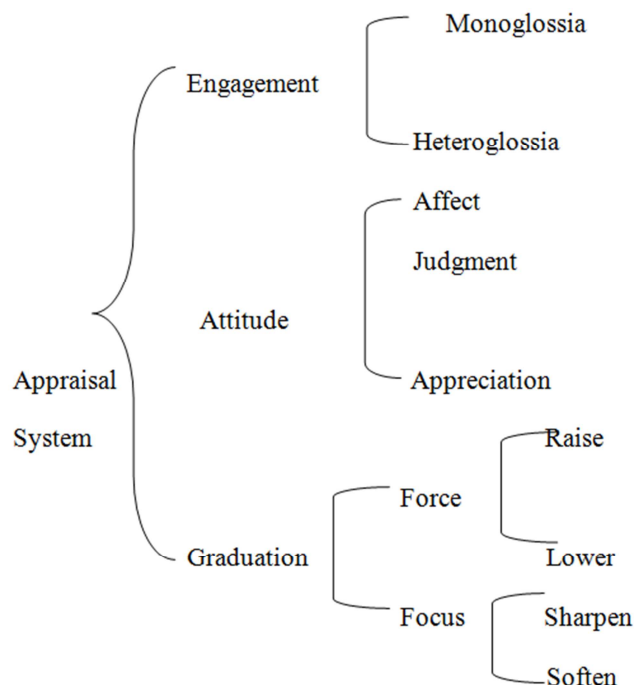 Monoglossia
Engagement
Heteroglossia
Affect
Judgment
Attitude
Appraisal
System
Appreciation
Raise
Force
Lower
Graduation
Focus
Sharpen
Soften